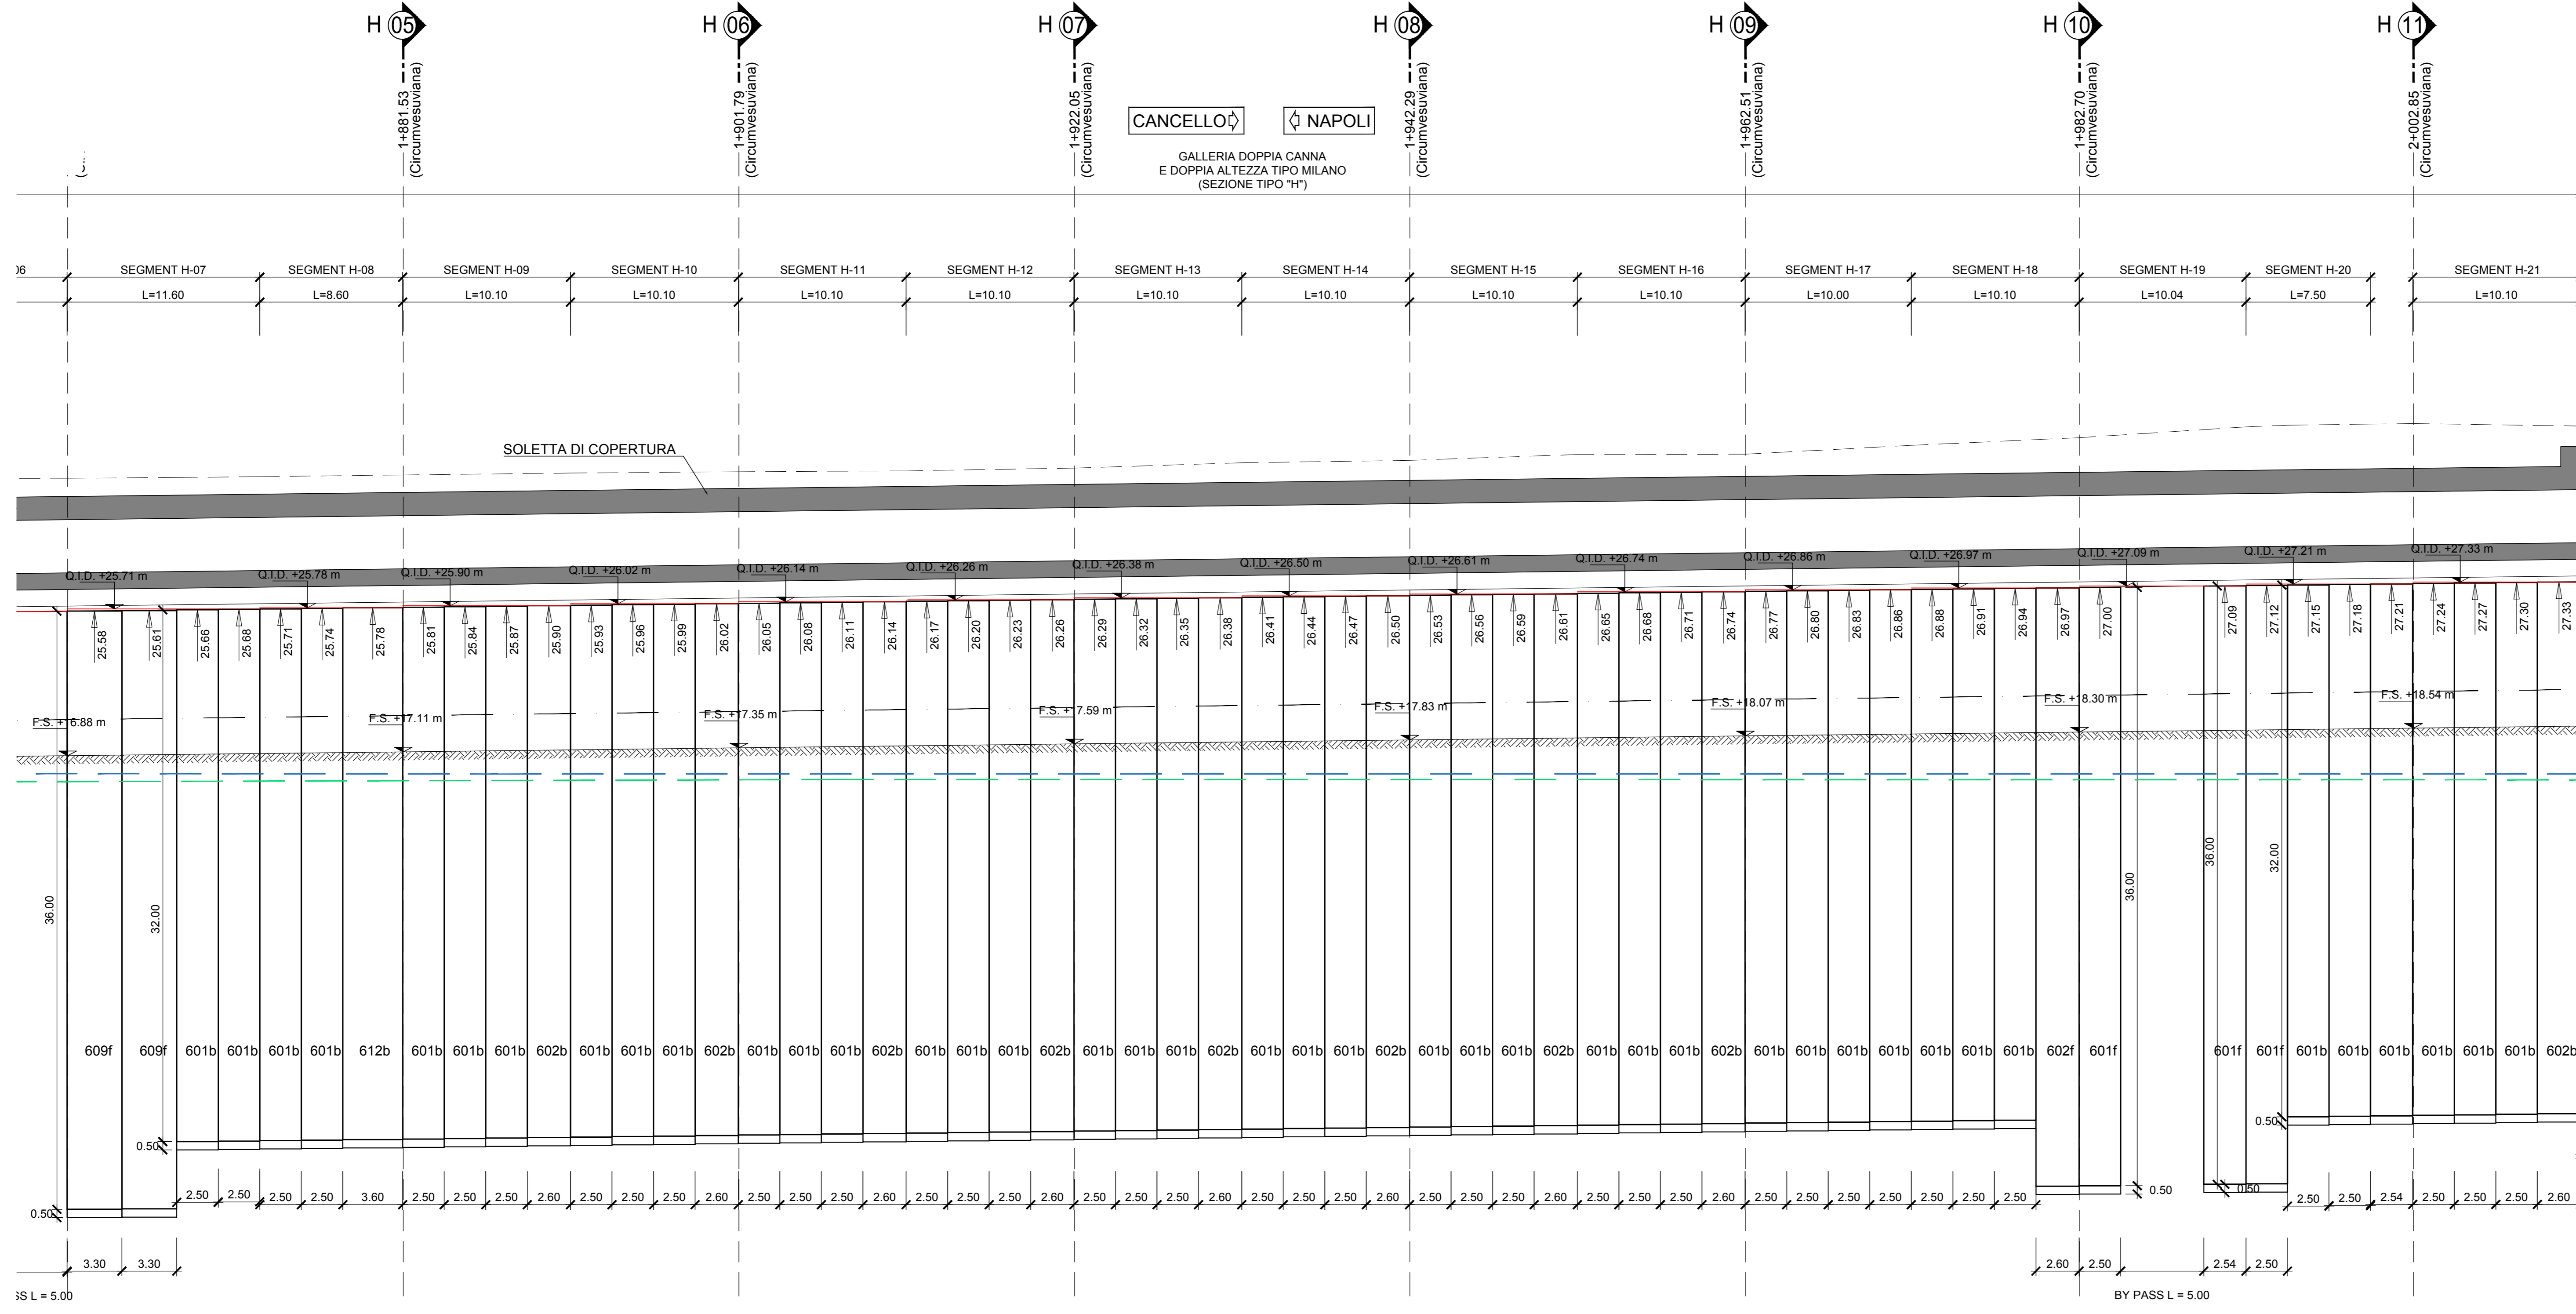 H 05
H 06
H 07
H 08
H 09
H 10
H 11
1+881.53
(Circumvesuviana)
1+901.79
(Circumvesuviana)
1+922.05
(Circumvesuviana)
1+942.29
(Circumvesuviana)
1+962.51
(Circumvesuviana)
1+982.70
(Circumvesuviana)
2+002.85
(Circumvesuviana)
CANCELLO
NAPOLI
GALLERIA DOPPIA CANNA
E DOPPIA ALTEZZA TIPO MILANO
(SEZIONE TIPO "H")
06 SEGMENT H-07 SEGMENT H-08 SEGMENT H-09 SEGMENT H-10 SEGMENT H-11 SEGMENT H-12 SEGMENT H-13 SEGMENT H-14 SEGMENT H-15 SEGMENT H-16 SEGMENT H-17 SEGMENT H-18 SEGMENT H-19 SEGMENT H-20 SEGMENT H-21
L=11.60 L=8.60 L=10.10 L=10.10 L=10.10 L=10.10 L=10.10 L=10.10 L=10.10 L=10.10 L=10.00 L=10.10 L=10.04 L=7.50 L=10.10
SOLETTA DI COPERTURA
Q.I.D. +25.71 m Q.I.D. +25.78 m Q.I.D. +25.90 m Q.I.D. +26.02 m Q.I.D. +26.14 m Q.I.D. +26.26 m Q.I.D. +26.38 m Q.I.D. +26.50 m Q.I.D. +26.61 m Q.I.D. +26.74 m Q.I.D. +26.86 m Q.I.D. +26.97 m Q.I.D. +27.09 m Q.I.D. +27.21 m Q.I.D. +27.33 m
25.58 25.61 25.66 25.68 25.71 25.74 25.78 25.81 25.84 25.87 25.90 25.93 25.96 25.99 26.02 26.05 26.08 26.11 26.14 26.17 26.20 26.23 26.26 26.29 26.32 26.35 26.38 26.41 26.44 26.47 26.50 26.53 26.56 26.59 26.61 26.65 26.68 26.71 26.74 26.77 26.80 26.83 26.86 26.88 26.91 26.94 26.97 27.00 27.09 27.12 27.15 27.18 27.21 27.24 27.27 27.30 27.33
F.S. +16.88 m F.S. +17.11 m F.S. +17.35 m F.S. +17.59 m F.S. +17.83 m F.S. +18.07 m F.S. +18.30 m F.S. +18.54 m
36.00 32.00 36.00 36.00 32.00
609f 609f 601b 601b 601b 601b 612b 601b 601b 601b 602b 601b 601b 601b 602b 601b 601b 601b 602b 601b 601b 601b 602b 601b 601b 601b 602b 601b 601b 601b 602b 601b 601b 601b 602b 601b 601b 601b 602b 601b 601b 601b 601b 601b 601b 601b 602f 601f 601f 601f 601b 601b 601b 601b 601b 601b 602b
0.50 0.50
2.50 2.50 2.50 2.50 3.60 2.50 2.50 2.50 2.60 2.50 2.50 2.50 2.60 2.50 2.50 2.50 2.60 2.50 2.50 2.50 2.60 2.50 2.50 2.50 2.60 2.50 2.50 2.50 2.60 2.50 2.50 2.50 2.60 2.50 2.50 2.50 2.60 2.50 2.50 2.50 2.50 2.50 2.50 2.50 2.50 2.50 2.54 2.50 2.50 2.50 2.60
0.50 0.50 0.50
3.30 3.30 2.60 2.50 2.54 2.50
SS L = 5.00
BY PASS L = 5.00